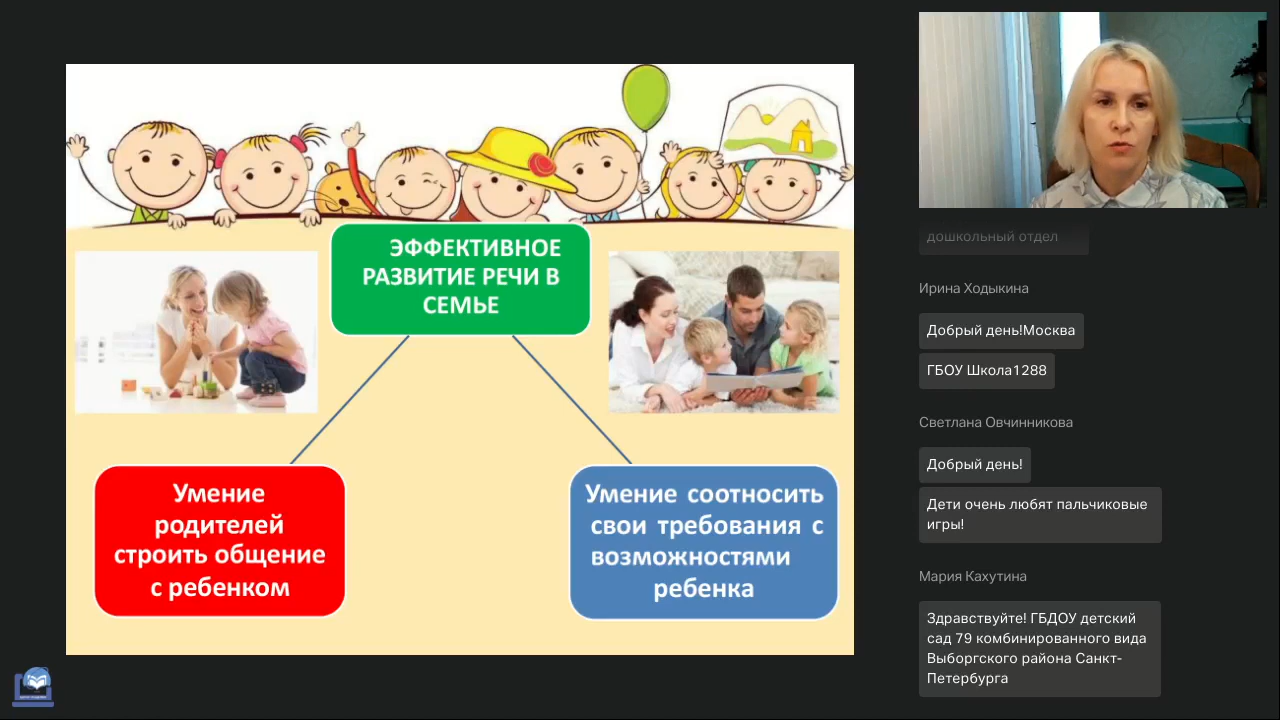 ЭФФЕКТИВНОЕ
РАЗВИТИЕ РЕЧИ В
СЕМЬЕ
Умение
родителей
строить общение
с ребенком
Умение соотносить
свои требования с
возможностями
ребенка
дошкольный отдел
Ирина Ходыкина
Добрый день!Москва
ГБОУ Школа1288
Светлана Овчинникова
Добрый день!
Дети очень любят пальчиковые
игры!
Мария Кахутина
Здравствуйте! ГБДОУ детский
сад 79 комбинированного вида
Выборгского района Санкт-
Петербурга